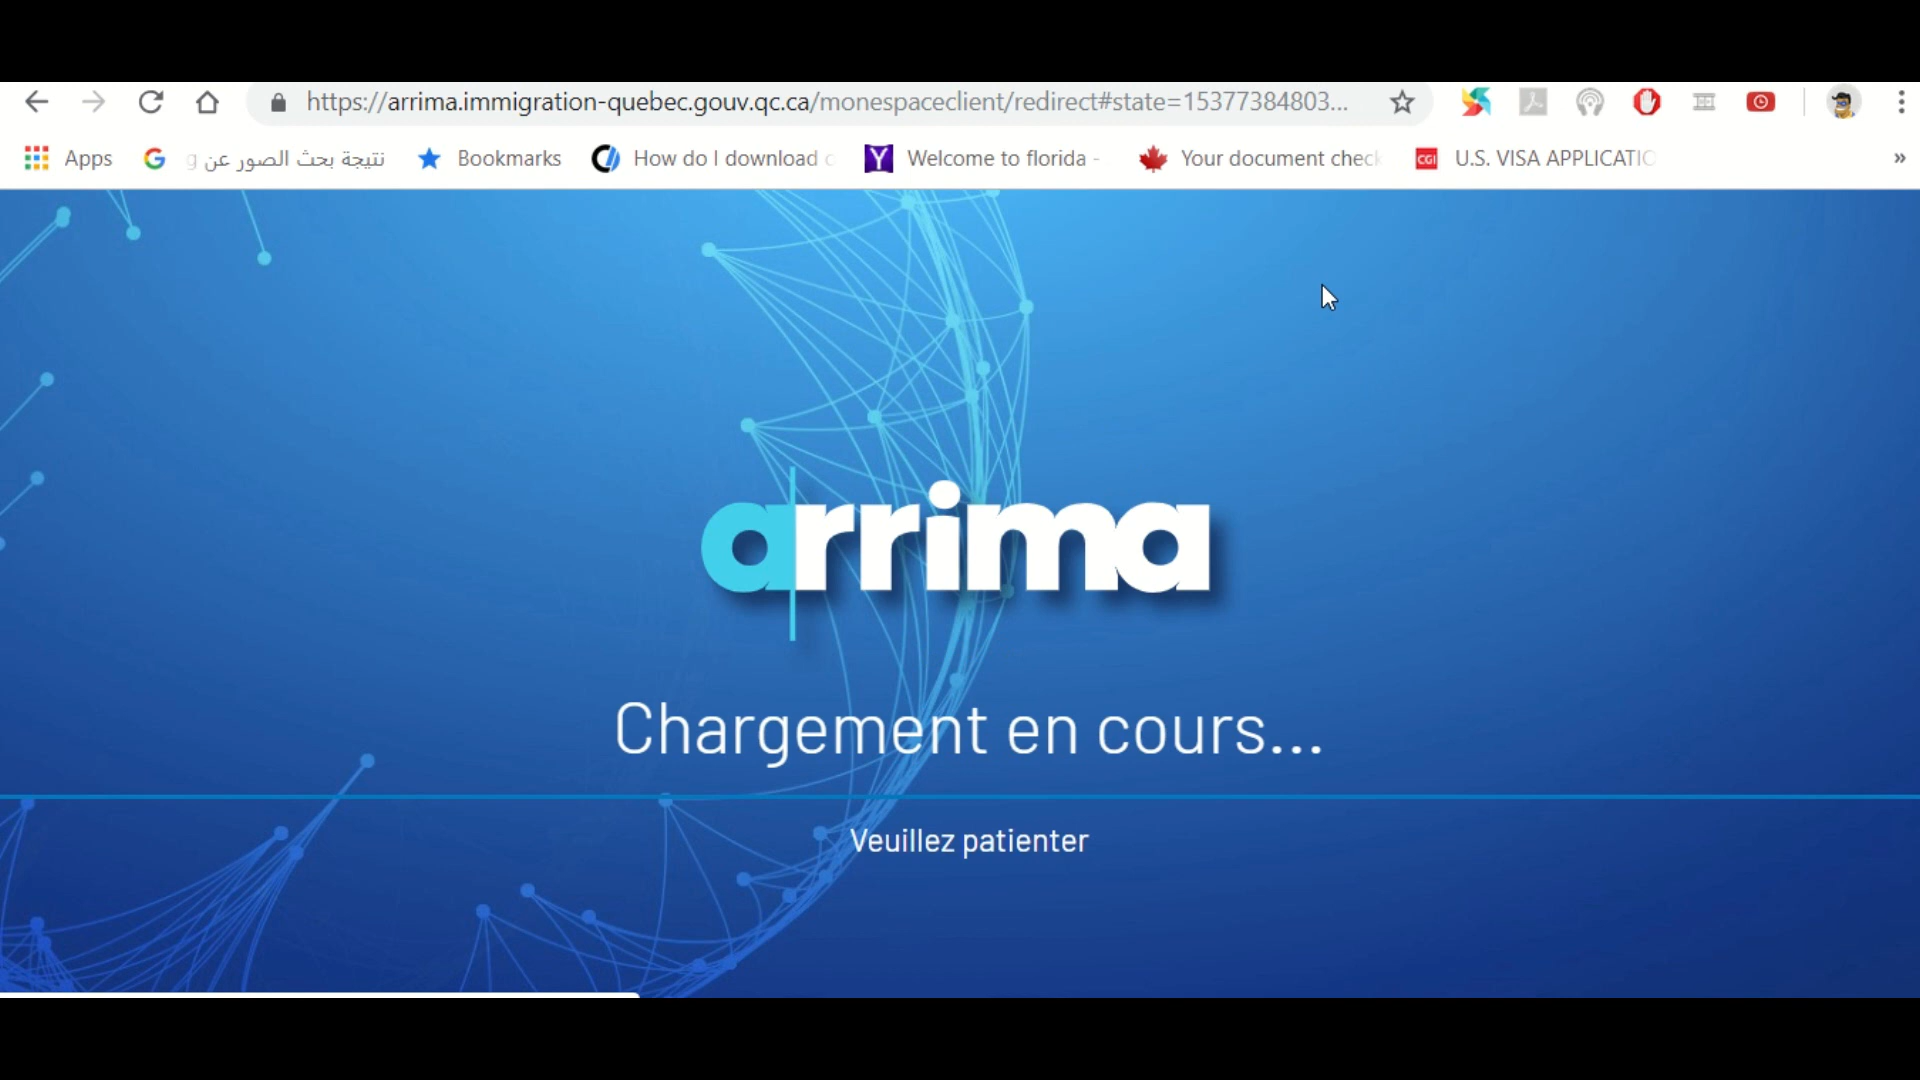 https://arrima.immigration-quebec.gouv.qc.ca/monespaceclient/redirect#state=15377384803...
Apps
نتيجة بحث الصور عن
Bookmarks
How do I download
Welcome to florida -
Your document chec
CGI
U.S. VISA APPLICATIO
»
arrima
Chargement en cours...
Veuillez patienter